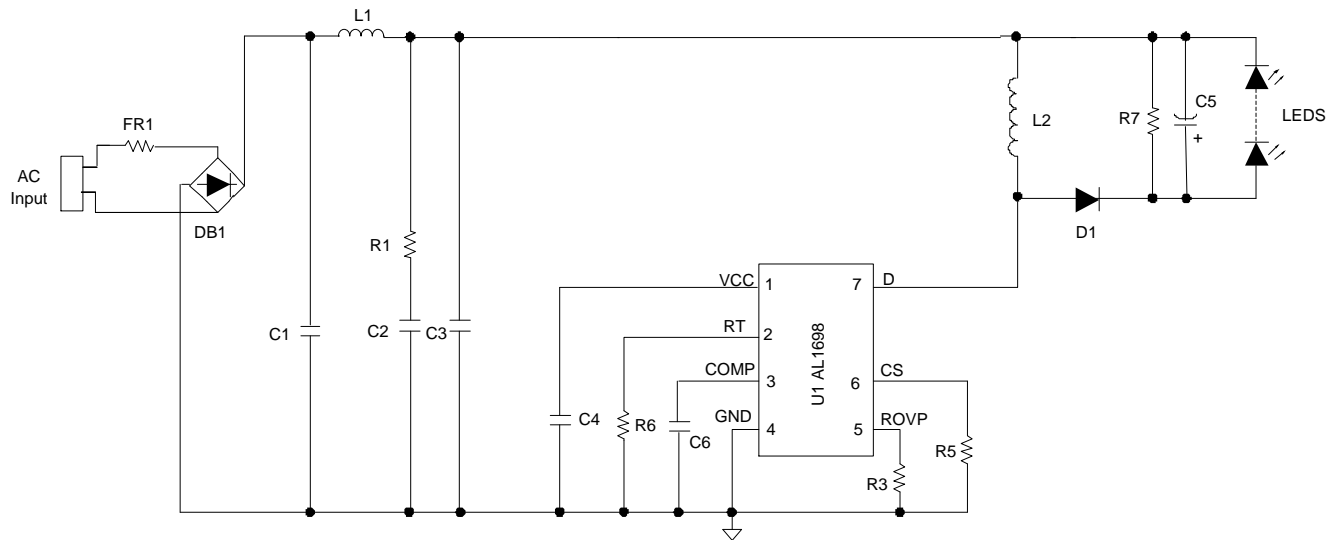 L1
FR1
AC
Input
DB1
C1
R1
C2
C3
L2
R7
C5
+
LEDS
D1
VCC
1
7
D
RT
2
COMP
3
6
CS
GND
4
5
ROVP
U1 AL1698
C4
R6
C6
R3
R5